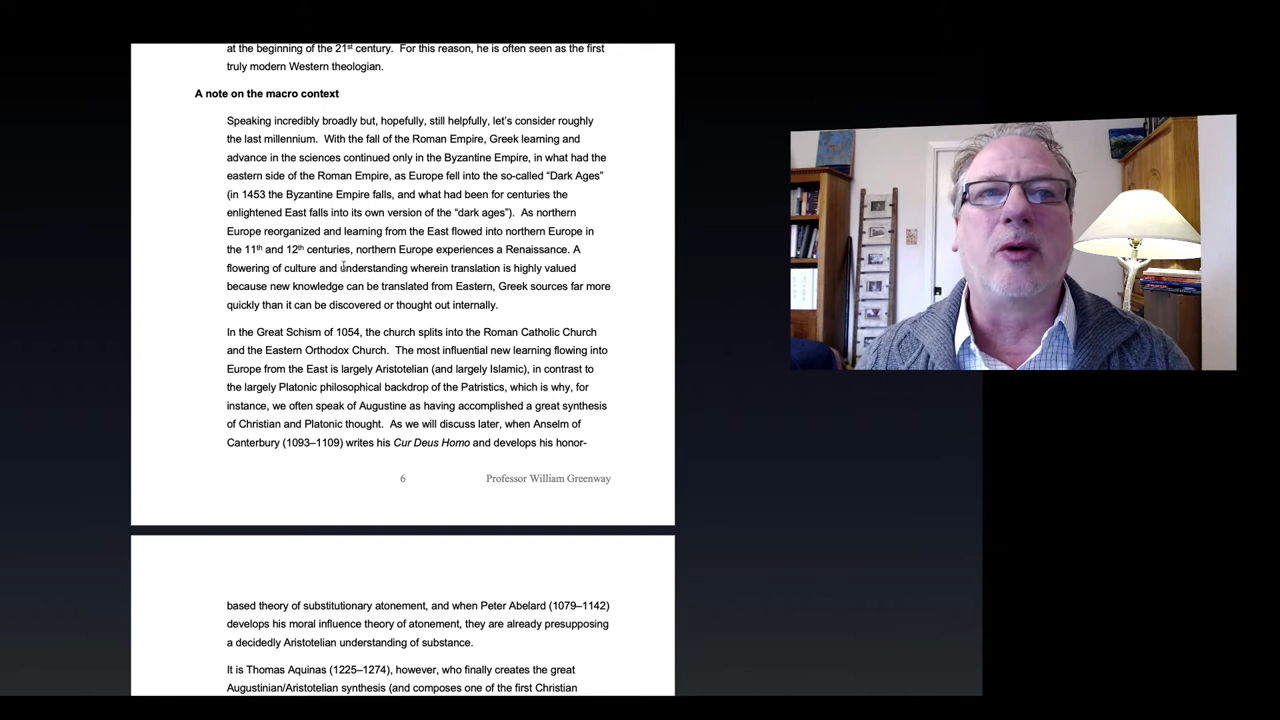 at the beginning of the 21st century.  For this reason, he is often seen as the first
truly modern Western theologian.
A note on the macro context
Speaking incredibly broadly but, hopefully, still helpfully, let's consider roughly
the last millennium.  With the fall of the Roman Empire, Greek learning and
advance in the sciences continued only in the Byzantine Empire, in what had the
eastern side of the Roman Empire, as Europe fell into the so-called “Dark Ages”
(in 1453 the Byzantine Empire falls, and what had been for centuries the
enlightened East falls into its own version of the “dark ages”).  As northern
Europe reorganized and learning from the East flowed into northern Europe in
the 11th and 12th centuries, northern Europe experiences a Renaissance. A
flowering of culture and understanding wherein translation is highly valued
because new knowledge can be translated from Eastern, Greek sources far more
quickly than it can be discovered or thought out internally.
In the Great Schism of 1054, the church splits into the Roman Catholic Church
and the Eastern Orthodox Church.  The most influential new learning flowing into
Europe from the East is largely Aristotelian (and largely Islamic), in contrast to
the largely Platonic philosophical backdrop of the Patristics, which is why, for
instance, we often speak of Augustine as having accomplished a great synthesis
of Christian and Platonic thought.  As we will discuss later, when Anselm of
Canterbury (1093–1109) writes his Cur Deus Homo and develops his honor-
6 Professor William Greenway
based theory of substitutionary atonement, and when Peter Abelard (1079–1142)
develops his moral influence theory of atonement, they are already presupposing
a decidedly Aristotelian understanding of substance.
It is Thomas Aquinas (1225–1274), however, who finally creates the great
Augustinian/Aristotelian synthesis (and composes one of the first Christian